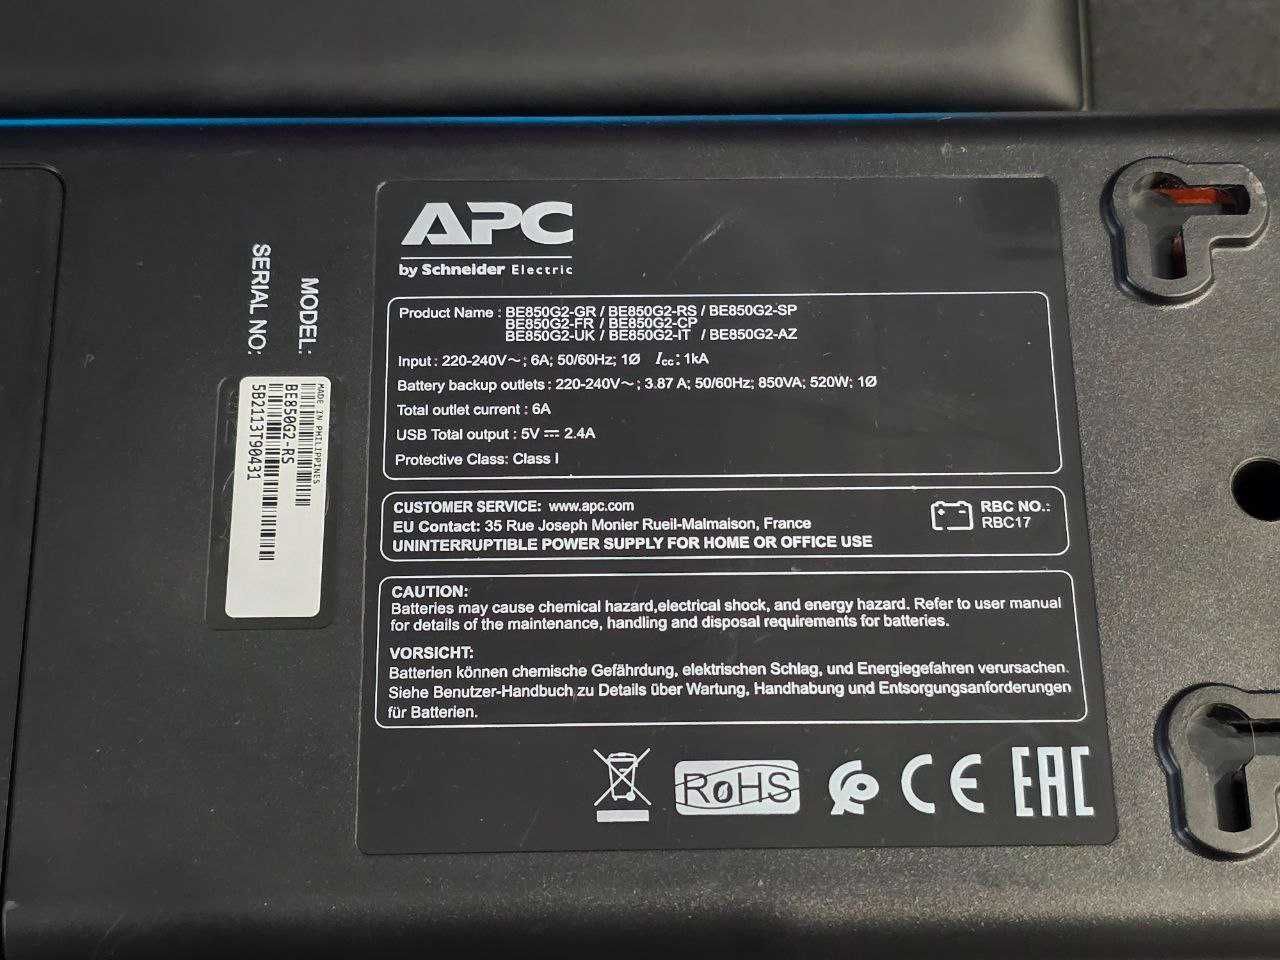 APC
by Schneider Electric
Product Name : BE850G2-GR / BE850G2-RS / BE850G2-SP
BE850G2-FR / BE850G2-CP
BE850G2-UK / BE850G2-IT / BE850G2-AZ
Input : 220-240V～; 6A; 50/60Hz; 1Ø Icc: 1kA
Battery backup outlets : 220-240V～; 3.87 A; 50/60Hz; 850VA; 520W; 1Ø
Total outlet current : 6A
USB Total output : 5V ⎓ 2.4A
Protective Class: Class I
CUSTOMER SERVICE: www.apc.com
EU Contact: 35 Rue Joseph Monier Rueil-Malmaison, France
UNINTERRUPTIBLE POWER SUPPLY FOR HOME OR OFFICE USE
RBC NO.:
RBC17
CAUTION:
Batteries may cause chemical hazard,electrical shock, and energy hazard. Refer to user manual
for details of the maintenance, handling and disposal requirements for batteries.
VORSICHT:
Batterien können chemische Gefährdung, elektrischen Schlag, und Energiegefahren verursachen.
Siehe Benutzer-Handbuch zu Details über Wartung, Handhabung und Entsorgungsanforderungen
für Batterien.
RoHS
CE
EAC
MODEL:
SERIAL NO:
MADE IN PHILIPPINES
BE850G2-RS
5B2113T90431